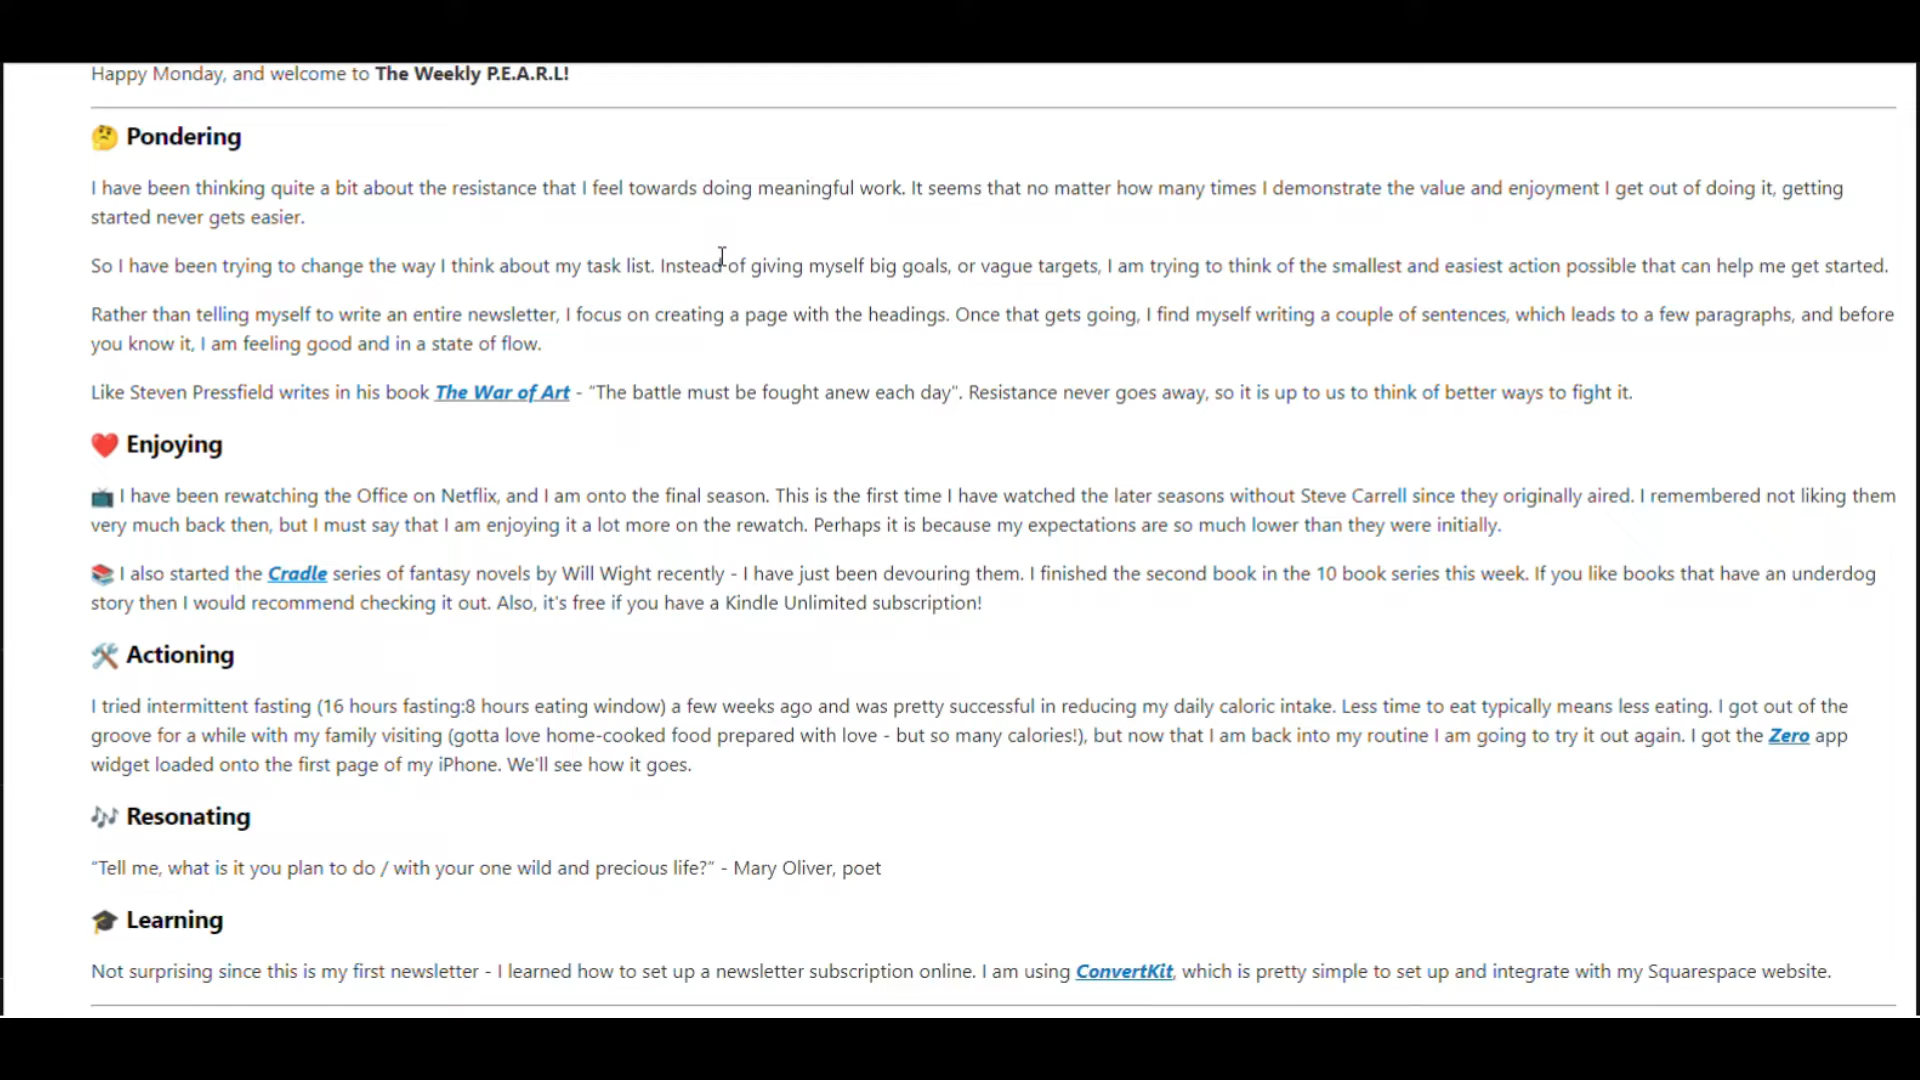 Happy Monday, and welcome to The Weekly P.E.A.R.L!
🤔 Pondering
I have been thinking quite a bit about the resistance that I feel towards doing meaningful work. It seems that no matter how many times I demonstrate the value and enjoyment I get out of doing it, getting
started never gets easier.
So I have been trying to change the way I think about my task list. Instead of giving myself big goals, or vague targets, I am trying to think of the smallest and easiest action possible that can help me get started.
Rather than telling myself to write an entire newsletter, I focus on creating a page with the headings. Once that gets going, I find myself writing a couple of sentences, which leads to a few paragraphs, and before
you know it, I am feeling good and in a state of flow.
Like Steven Pressfield writes in his book The War of Art - “The battle must be fought anew each day”. Resistance never goes away, so it is up to us to think of better ways to fight it.
❤️ Enjoying
📺 I have been rewatching the Office on Netflix, and I am onto the final season. This is the first time I have watched the later seasons without Steve Carrell since they originally aired. I remembered not liking them
very much back then, but I must say that I am enjoying it a lot more on the rewatch. Perhaps it is because my expectations are so much lower than they were initially.
📚 I also started the Cradle series of fantasy novels by Will Wight recently - I have just been devouring them. I finished the second book in the 10 book series this week. If you like books that have an underdog
story then I would recommend checking it out. Also, it's free if you have a Kindle Unlimited subscription!
🛠️ Actioning
I tried intermittent fasting (16 hours fasting:8 hours eating window) a few weeks ago and was pretty successful in reducing my daily caloric intake. Less time to eat typically means less eating. I got out of the
groove for a while with my family visiting (gotta love home-cooked food prepared with love - but so many calories!), but now that I am back into my routine I am going to try it out again. I got the Zero app
widget loaded onto the first page of my iPhone. We'll see how it goes.
🎶 Resonating
“Tell me, what is it you plan to do / with your one wild and precious life?” - Mary Oliver, poet
🎓 Learning
Not surprising since this is my first newsletter - I learned how to set up a newsletter subscription online. I am using ConvertKit, which is pretty simple to set up and integrate with my Squarespace website.